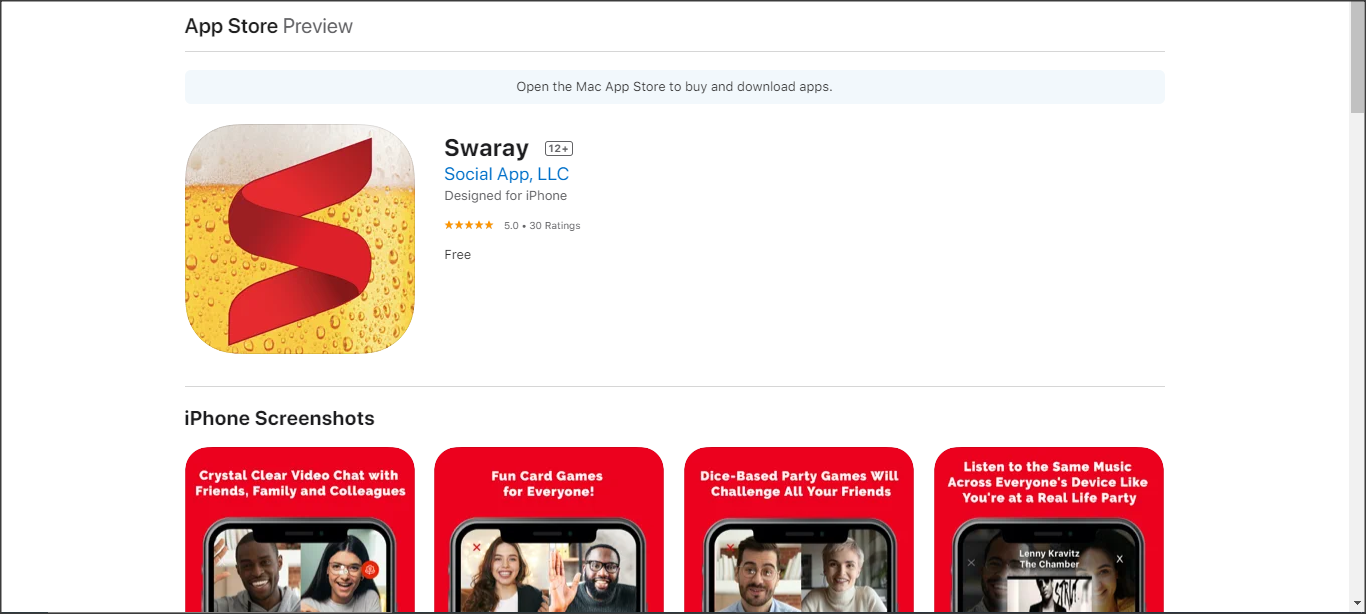 App Store Preview
Open the Mac App Store to buy and download apps.
Swaray 12+
Social App, LLC
Designed for iPhone
★★★★★ 5.0 • 30 Ratings
Free
iPhone Screenshots
Crystal Clear Video Chat with
Friends, Family and Colleagues
Fun Card Games
for Everyone!
Dice-Based Party Games Will
Challenge All Your Friends
Listen to the Same Music
Across Everyone's Device Like
You're at a Real Life Party
Lenny Kravitz
The Chamber